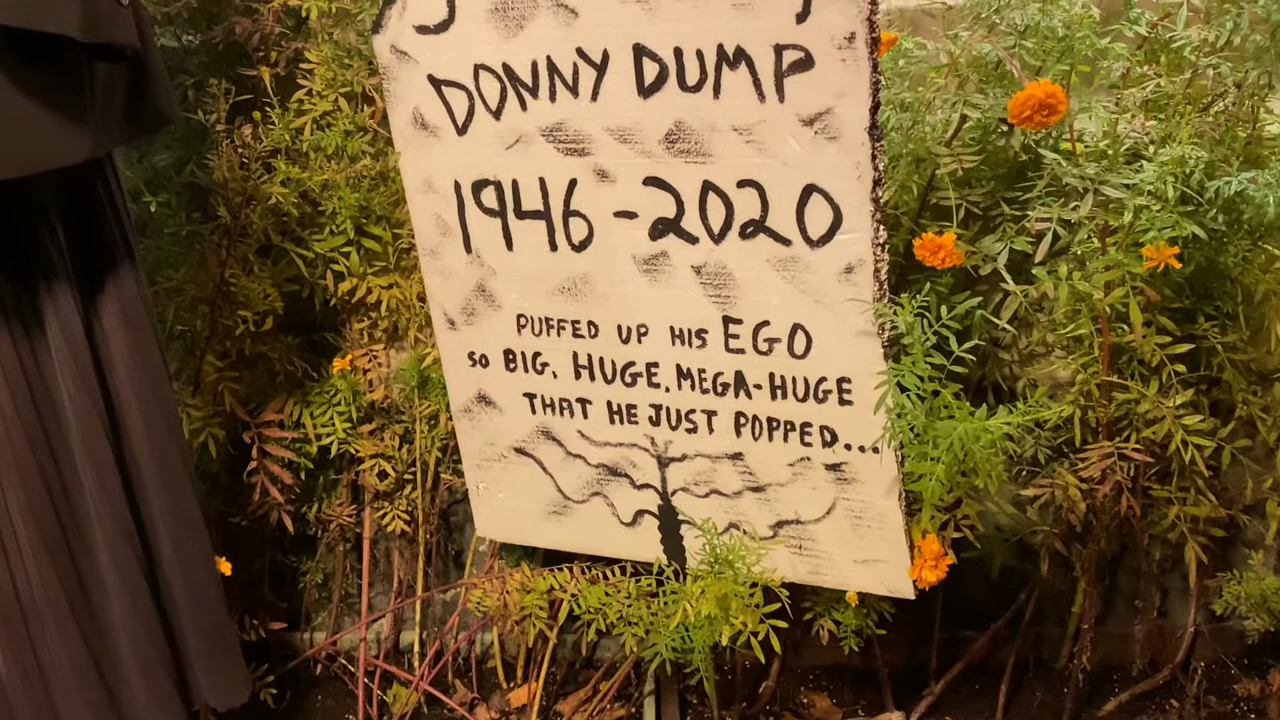 DONNY DUMP
1946-2020
PUFFED UP HIS EGO
SO BIG, HUGE, MEGA-HUGE
THAT HE JUST POPPED...